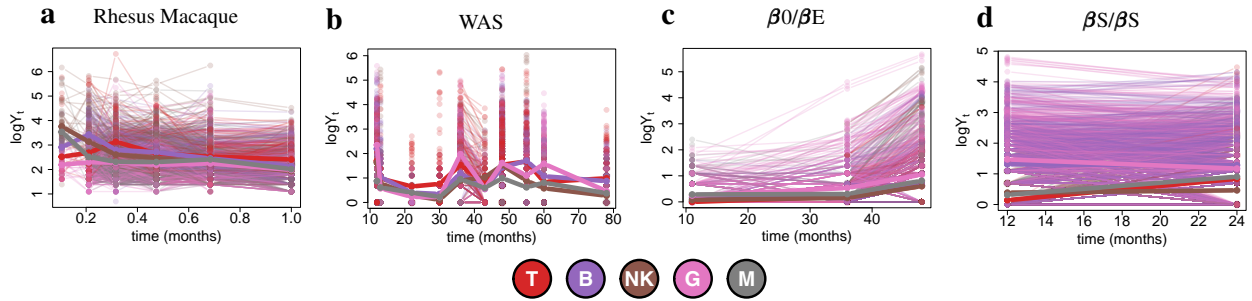 a Rhesus Macaque
b WAS
c β0/βE
d βS/βS
logYt
6
5
4
3
2
1
0.2 0.4 0.6 0.8 1.0
time (months)
logYt
6
5
4
3
2
1
0
10 20 30 40 50 60 70 80
time (months)
logYt
5
4
3
2
1
0
10 20 30 40
time (months)
logYt
5
4
3
2
1
0
12 14 16 18 20 22 24
time (months)
T B NK G M